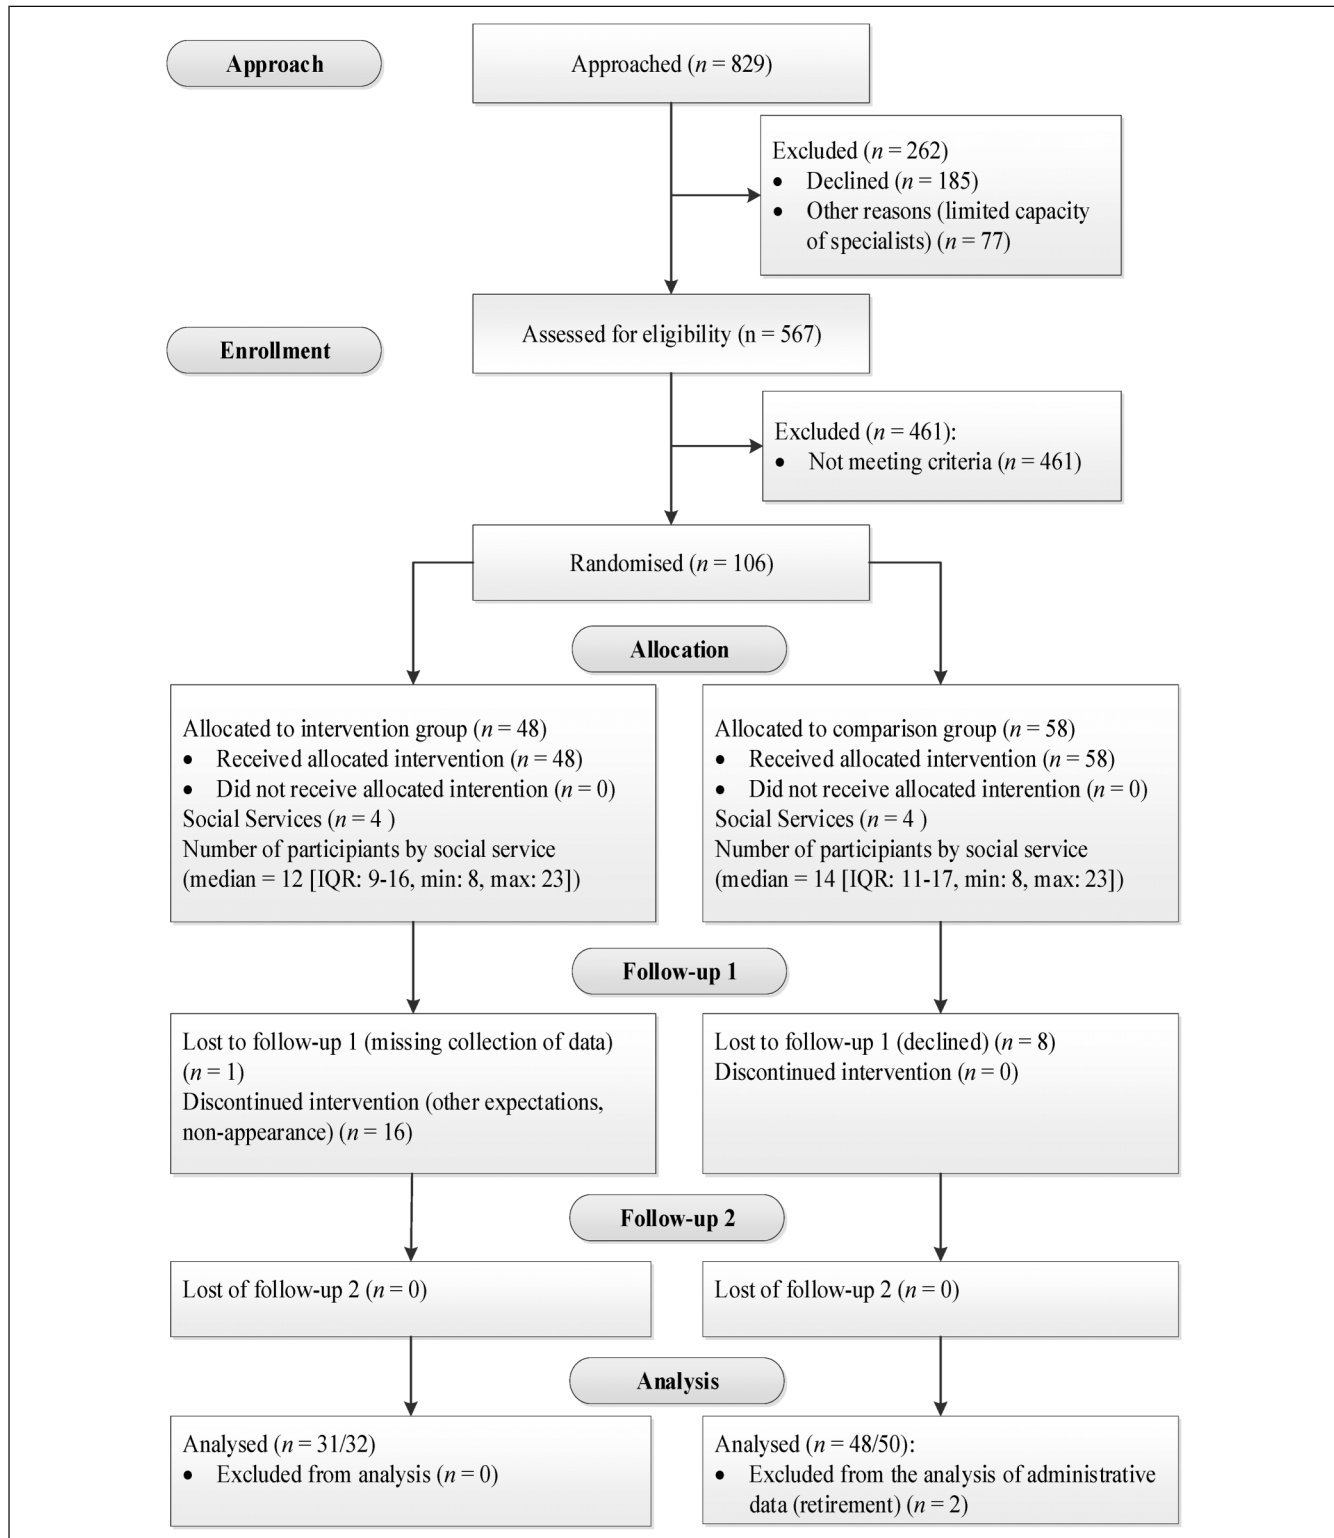 Approach
Approached (n = 829)
Excluded (n = 262)
• Declined (n = 185)
• Other reasons (limited capacity
of specialists) (n = 77)
Assessed for eligibility (n = 567)
Enrollment
Excluded (n = 461):
• Not meeting criteria (n = 461)
Randomised (n = 106)
Allocation
Allocated to intervention group (n = 48)
• Received allocated intervention (n = 48)
• Did not receive allocated interention (n = 0)
Social Services (n = 4 )
Number of participiants by social service
(median = 12 [IQR: 9-16, min: 8, max: 23])
Allocated to comparison group (n = 58)
• Received allocated intervention (n = 58)
• Did not receive allocated interention (n = 0)
Social Services (n = 4 )
Number of participants by social service
(median = 14 [IQR: 11-17, min: 8, max: 23])
Follow-up 1
Lost to follow-up 1 (missing collection of data)
(n = 1)
Discontinued intervention (other expectations,
non-appearance) (n = 16)
Lost to follow-up 1 (declined) (n = 8)
Discontinued intervention (n = 0)
Follow-up 2
Lost of follow-up 2 (n = 0)
Lost of follow-up 2 (n = 0)
Analysis
Analysed (n = 31/32)
• Excluded from analysis (n = 0)
Analysed (n = 48/50):
• Excluded from the analysis of administrative
data (retirement) (n = 2)